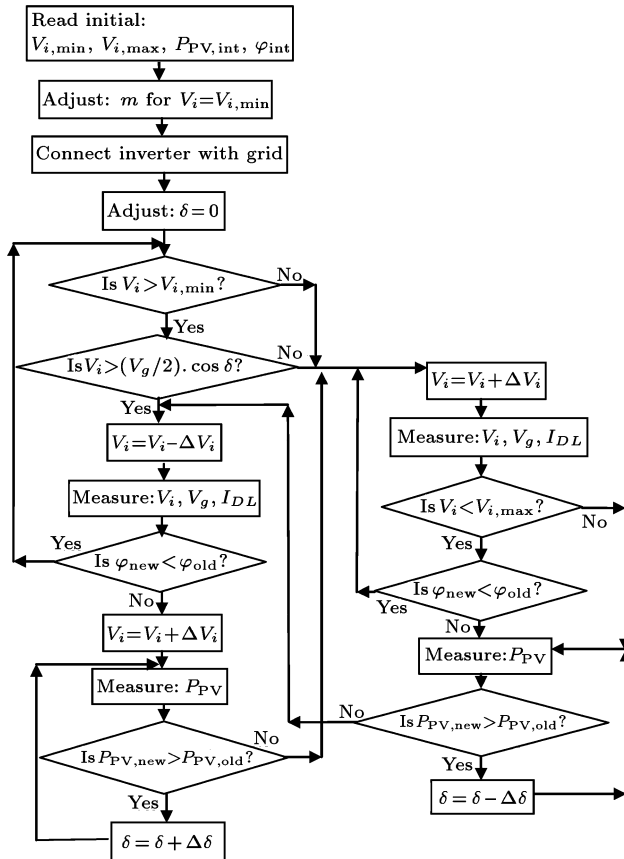 Read initial:
V_{i,min}, V_{i,max}, P_{PV,int}, φ_{int}
Adjust: m for V_i=V_{i,min}
Connect inverter with grid
Adjust: δ=0
Is V_i>V_{i,min}?
No
Yes
Is V_i>(V_g/2). cos δ?
No
Yes
V_i=V_i−ΔV_i
Measure: V_i, V_g, I_{DL}
Is φ_{new}<φ_{old}?
Yes
No
V_i=V_i+ΔV_i
Measure: P_{PV}
Is P_{PV,new}>P_{PV,old}?
No
Yes
δ=δ+Δδ
V_i=V_i+ΔV_i
Measure: V_i, V_g, I_{DL}
Is V_i<V_{i,max}?
No
Yes
Is φ_{new}<φ_{old}?
Yes
No
Measure: P_{PV}
Is P_{PV,new}>P_{PV,old}?
No
Yes
δ=δ−Δδ